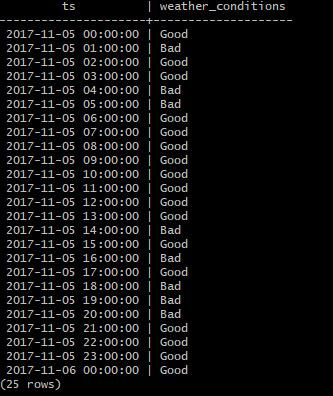 ts | weather_conditions
---------------------+--------------------
2017-11-05 00:00:00 | Good
2017-11-05 01:00:00 | Bad
2017-11-05 02:00:00 | Good
2017-11-05 03:00:00 | Good
2017-11-05 04:00:00 | Bad
2017-11-05 05:00:00 | Bad
2017-11-05 06:00:00 | Good
2017-11-05 07:00:00 | Good
2017-11-05 08:00:00 | Good
2017-11-05 09:00:00 | Good
2017-11-05 10:00:00 | Good
2017-11-05 11:00:00 | Good
2017-11-05 12:00:00 | Good
2017-11-05 13:00:00 | Good
2017-11-05 14:00:00 | Bad
2017-11-05 15:00:00 | Good
2017-11-05 16:00:00 | Bad
2017-11-05 17:00:00 | Good
2017-11-05 18:00:00 | Bad
2017-11-05 19:00:00 | Bad
2017-11-05 20:00:00 | Bad
2017-11-05 21:00:00 | Good
2017-11-05 22:00:00 | Good
2017-11-05 23:00:00 | Good
2017-11-06 00:00:00 | Good
(25 rows)